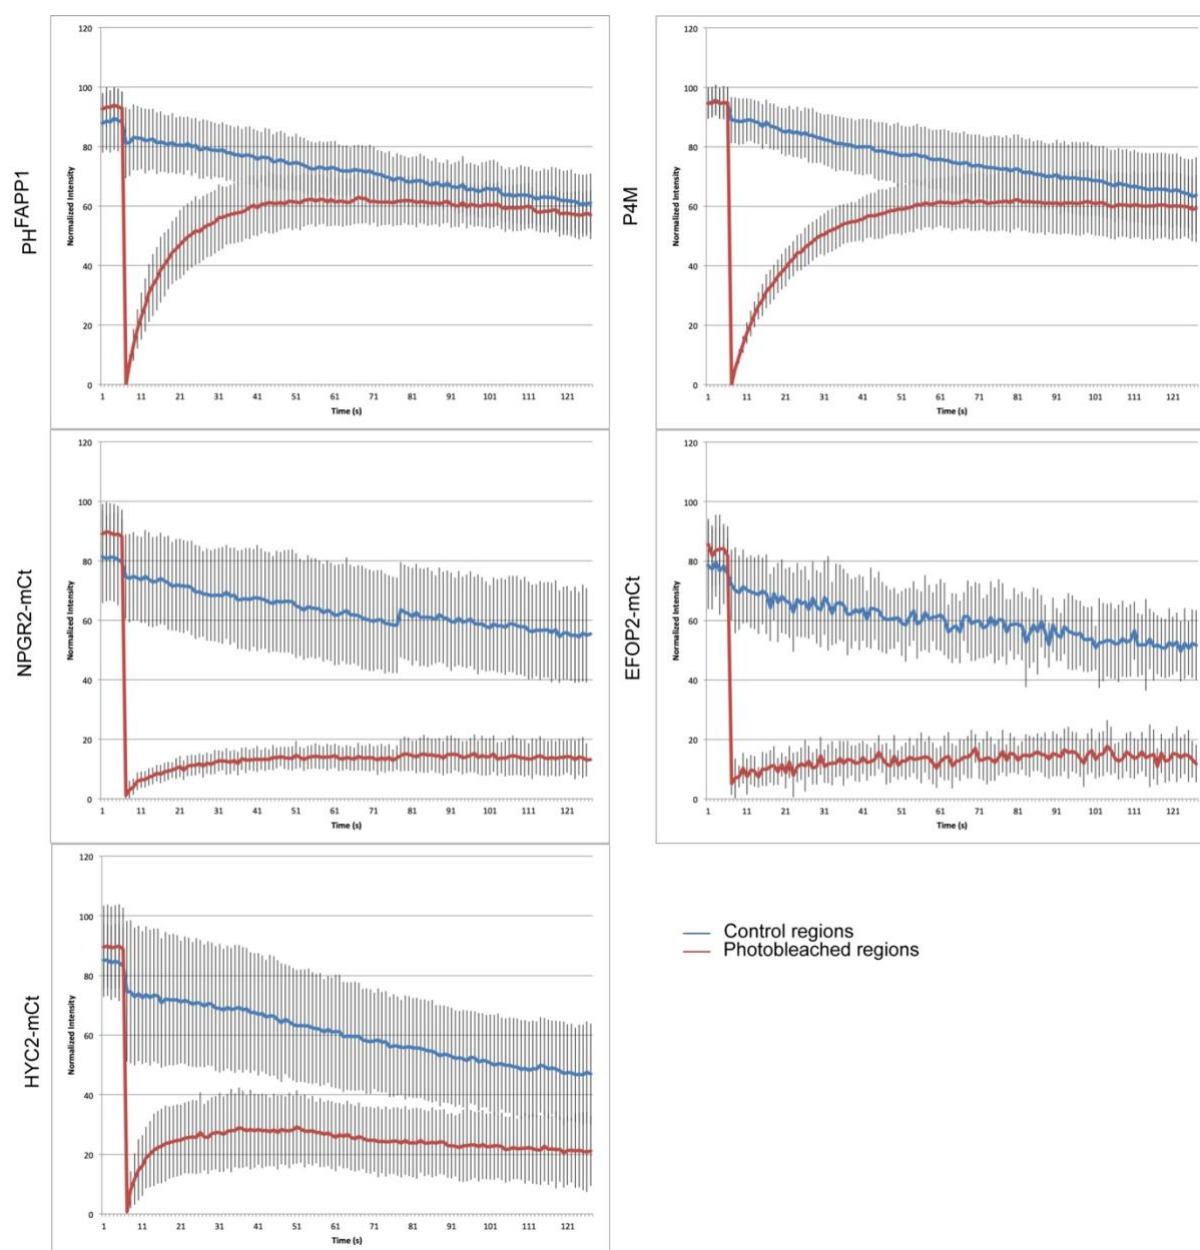 PHFAPP1
Normalized Intensity
120
100
80
60
40
20
0
1 11 21 31 41 51 61 71 81 91 101 111 121
Time (s)
P4M
Normalized Intensity
120
100
80
60
40
20
0
1 11 21 31 41 51 61 71 81 91 101 111 121
Time (s)
NPGR2-mCt
Normalized Intensity
120
100
80
60
40
20
0
1 11 21 31 41 51 61 71 81 91 101 111 121
Time (s)
EFOP2-mCt
Normalized Intensity
120
100
80
60
40
20
0
1 11 21 31 41 51 61 71 81 91 101 111 121
Time (s)
HYC2-mCt
Normalized Intensity
120
100
80
60
40
20
0
1 11 21 31 41 51 61 71 81 91 101 111 121
Time (s)
Control regions
Photobleached regions